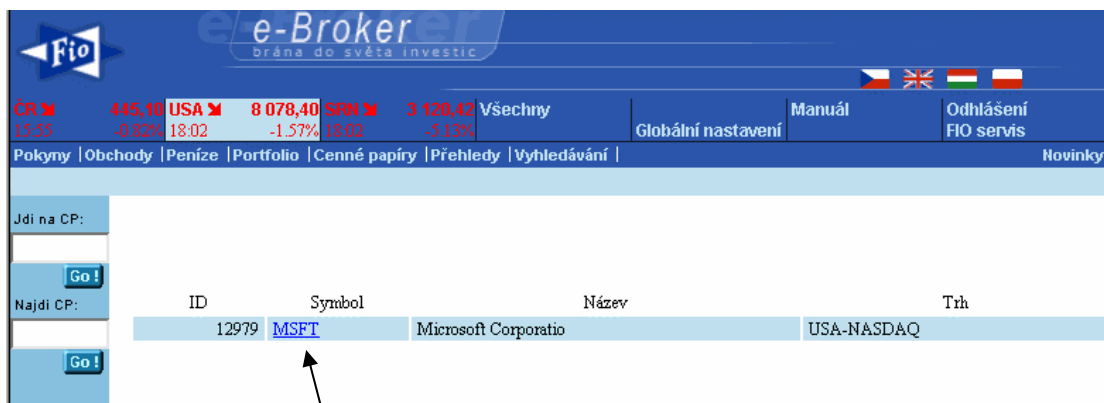 Fio
e-Broker
brána do světa investic
ČR 445,10 USA 8 078,40 SRN 3 120,42 Všechny Manuál Odhlášení
15:55 -0.82% 18:02 -1.57% 18:02 -5.13% Globální nastavení FIO servis
Pokyny | Obchody | Peníze | Portfolio | Cenné papíry | Přehledy | Vyhledávání | Novinky
Jdi na CP:
Go !
Najdi CP:
Go !
ID Symbol Název Trh
12979 MSFT Microsoft Corporatio USA-NASDAQ